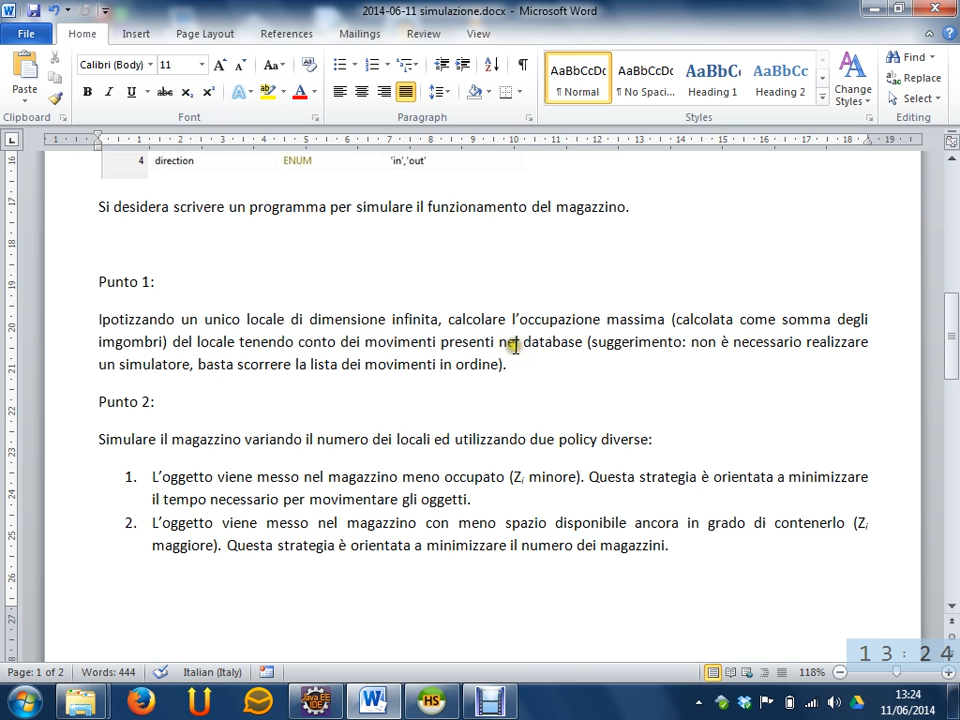 2014-06-11 simulazione.docx - Microsoft Word
File Home Insert Page Layout References Mailings Review View
Calibri (Body) 11
AaBbCcDc AaBbCcDc AaBbC AaBbCc
Find
Replace
Select
Paste
¶ Normal ¶ No Spaci... Heading 1 Heading 2 Change Styles
Clipboard Font Paragraph Styles Editing
4 direction ENUM 'in','out'
Si desidera scrivere un programma per simulare il funzionamento del magazzino.
Punto 1:
Ipotizzando un unico locale di dimensione infinita, calcolare l’occupazione massima (calcolata come somma degli
imgombri) del locale tenendo conto dei movimenti presenti nel database (suggerimento: non è necessario realizzare
un simulatore, basta scorrere la lista dei movimenti in ordine).
Punto 2:
Simulare il magazzino variando il numero dei locali ed utilizzando due policy diverse:
1. L’oggetto viene messo nel magazzino meno occupato (Zi minore). Questa strategia è orientata a minimizzare
il tempo necessario per movimentare gli oggetti.
2. L’oggetto viene messo nel magazzino con meno spazio disponibile ancora in grado di contenerlo (Zi
maggiore). Questa strategia è orientata a minimizzare il numero dei magazzini.
13:24
Page: 1 of 2 Words: 444 Italian (Italy) 118%
13:24
11/06/2014